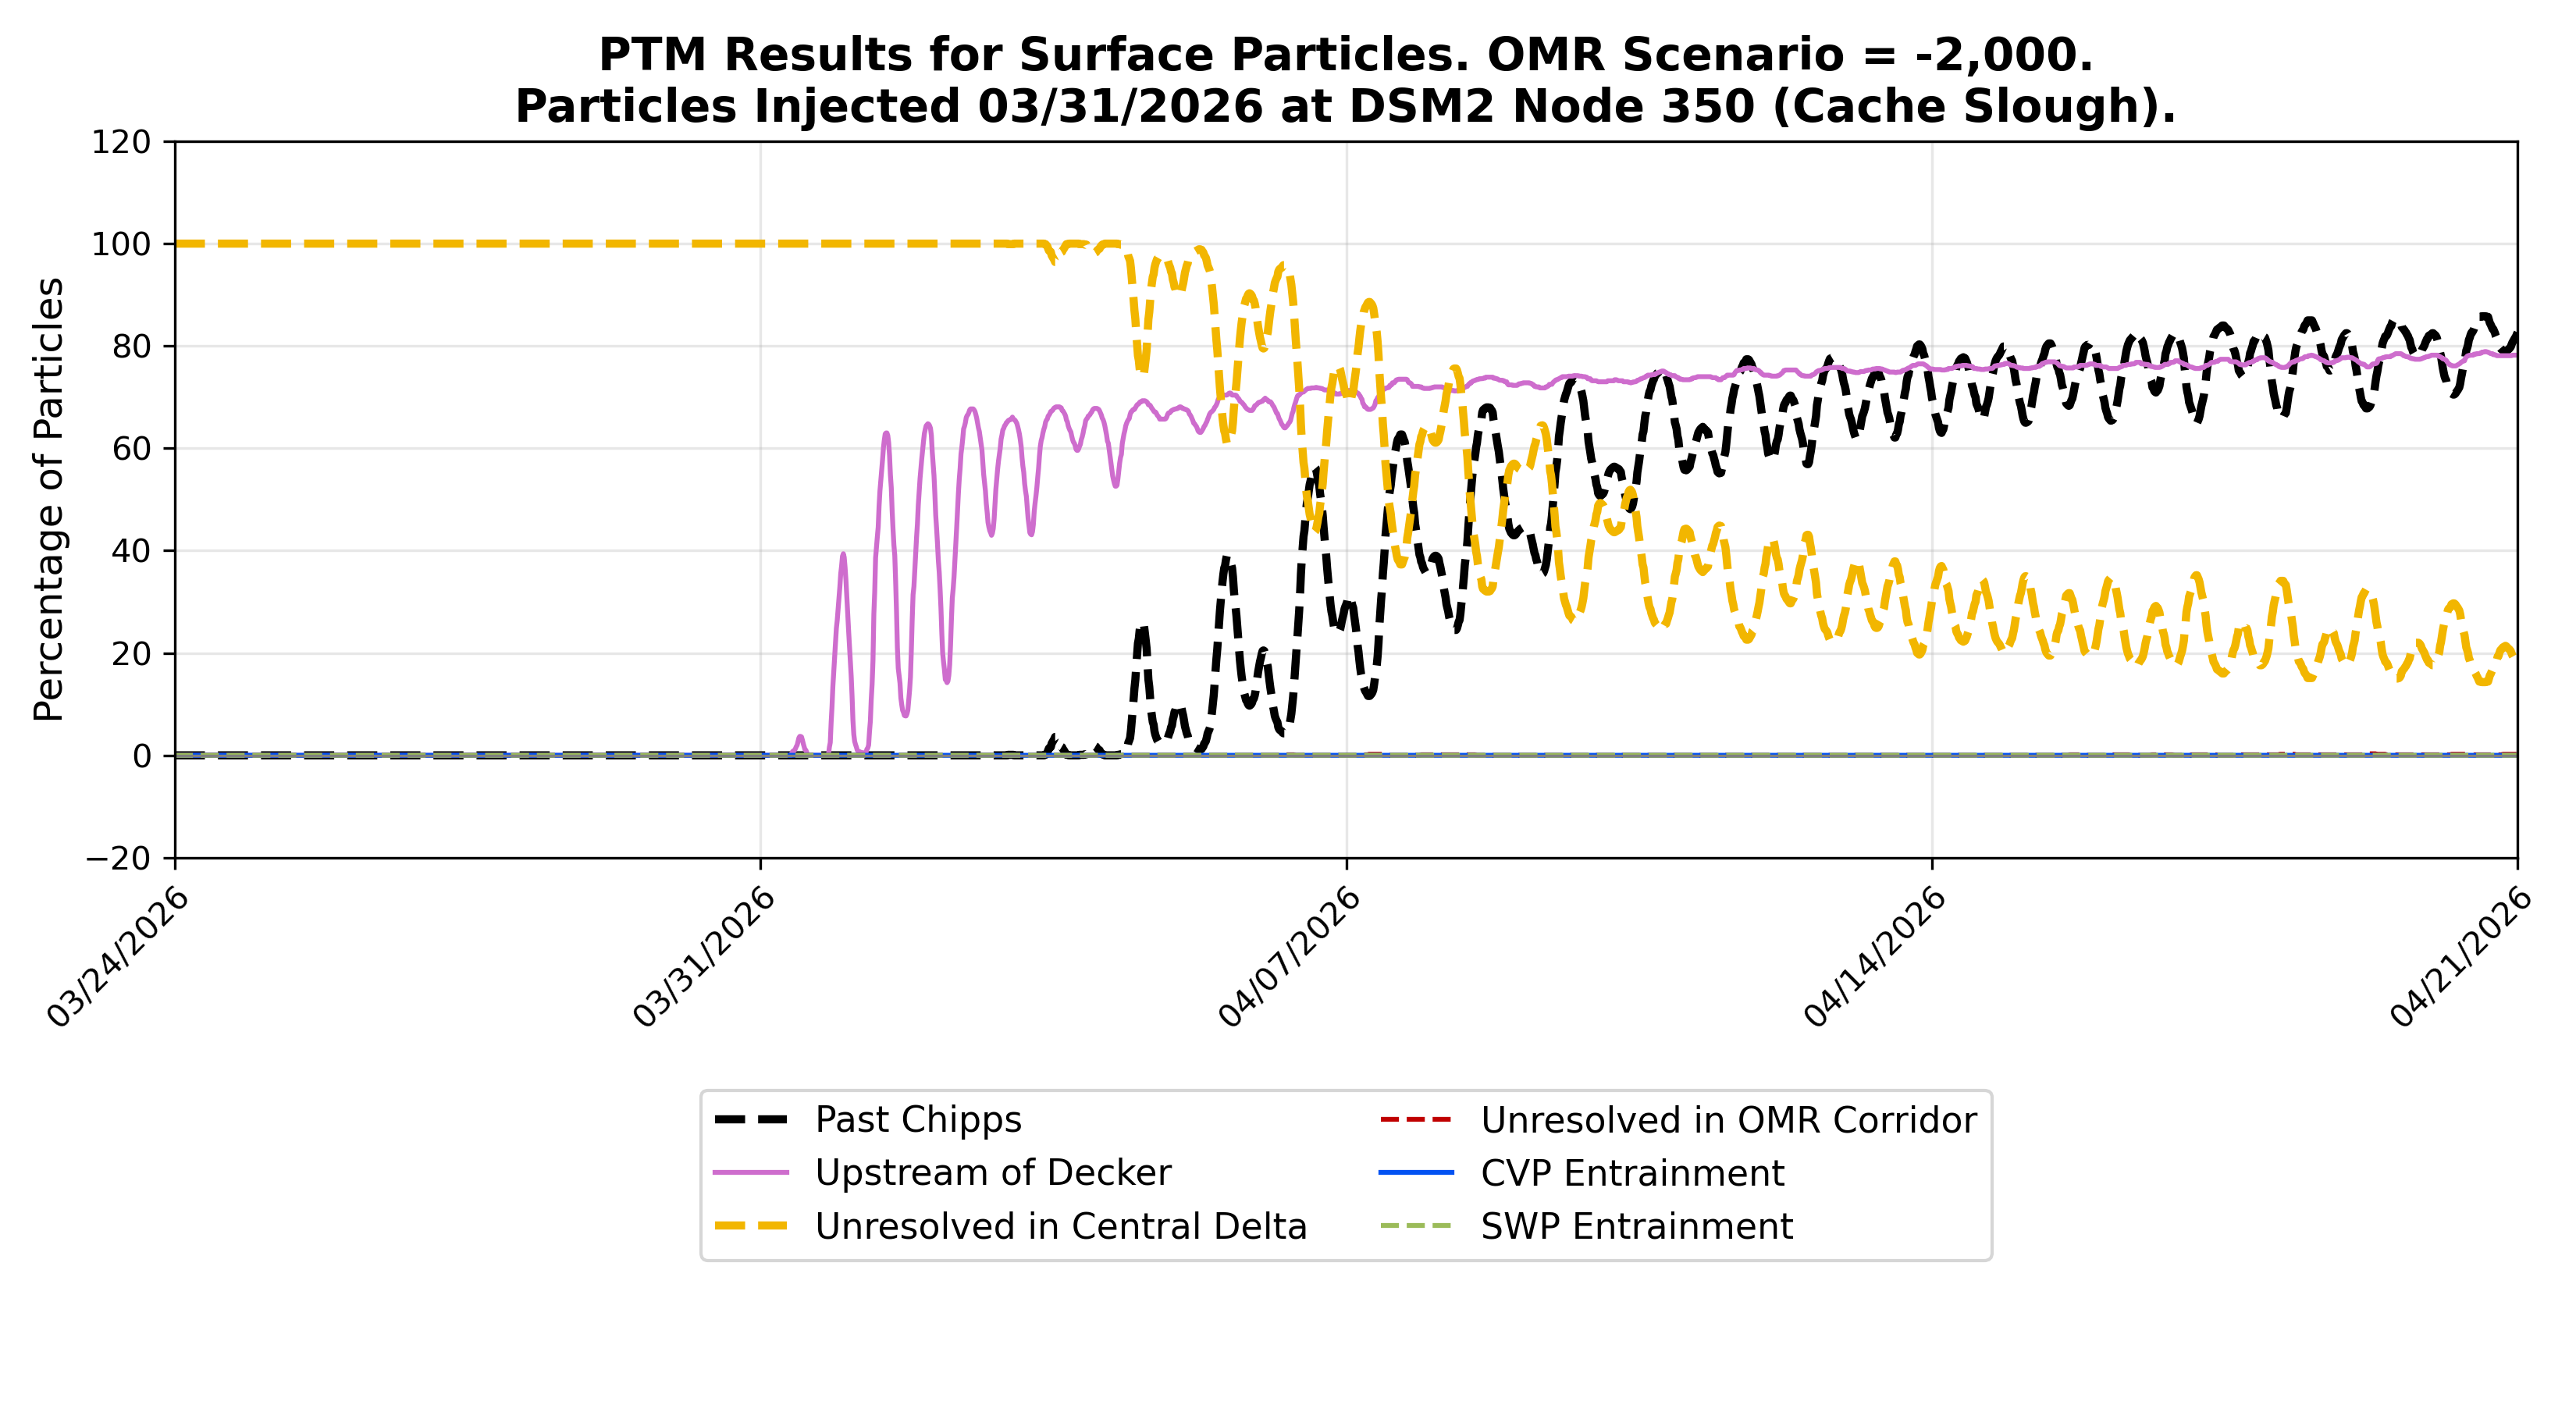 PTM Results for Surface Particles. OMR Scenario = -2,000.
Particles Injected 03/31/2026 at DSM2 Node 350 (Cache Slough).
Percentage of Particles
120
100
80
60
40
20
0
−20
03/24/2026
03/31/2026
04/07/2026
04/14/2026
04/21/2026
Past Chipps
Upstream of Decker
Unresolved in Central Delta
Unresolved in OMR Corridor
CVP Entrainment
SWP Entrainment